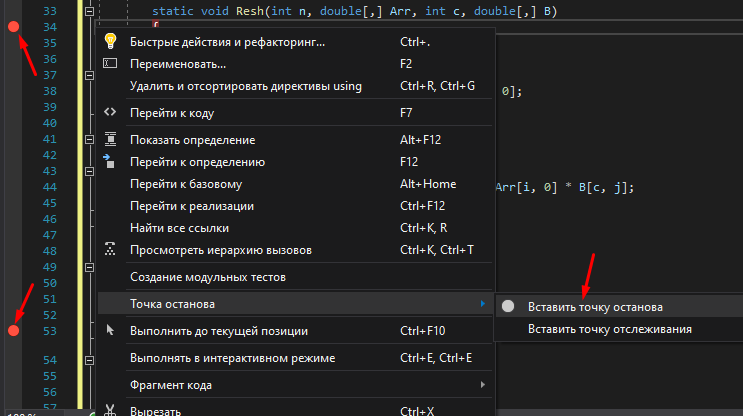 33 static void Resh(int n, double[,] Arr, int c, double[,] B)
34 {
35 Быстрые действия и рефакторинг... Ctrl+.
36 Переименовать... F2
37 Удалить и отсортировать директивы using Ctrl+R, Ctrl+G
38 0];
39 Перейти к коду F7
40
41 Показать определение Alt+F12
42 Перейти к определению F12
43 Перейти к базовому Alt+Home
44 Arr[i, 0] * B[c, j];
45 Перейти к реализации Ctrl+F12
46 Найти все ссылки Ctrl+K, R
47
48 Просмотреть иерархию вызовов Ctrl+K, Ctrl+T
49 Создание модульных тестов
50
51 Точка останова Вставить точку останова
52 Вставить точку отслеживания
53 Выполнить до текущей позиции Ctrl+F10
54 Выполнять в интерактивном режиме Ctrl+E, Ctrl+E
55 Фрагмент кода
56
57 Вырезать Ctrl+X